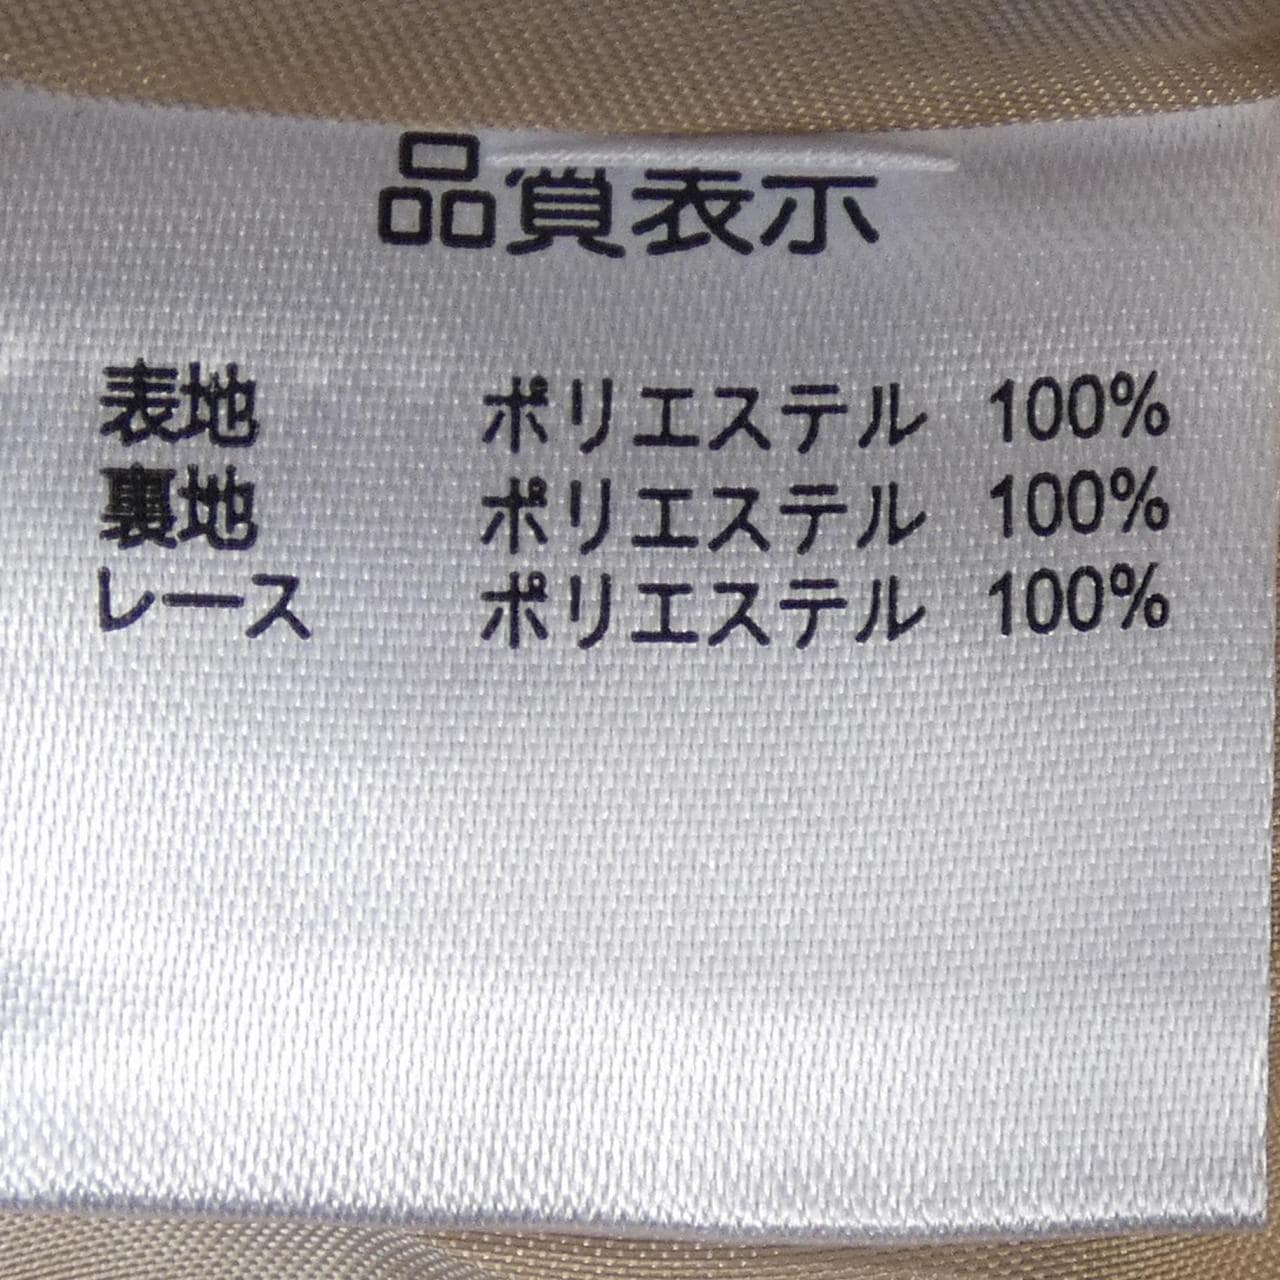 品質表示
表地 ポリエステル 100%
裏地 ポリエステル 100%
レース ポリエステル 100%